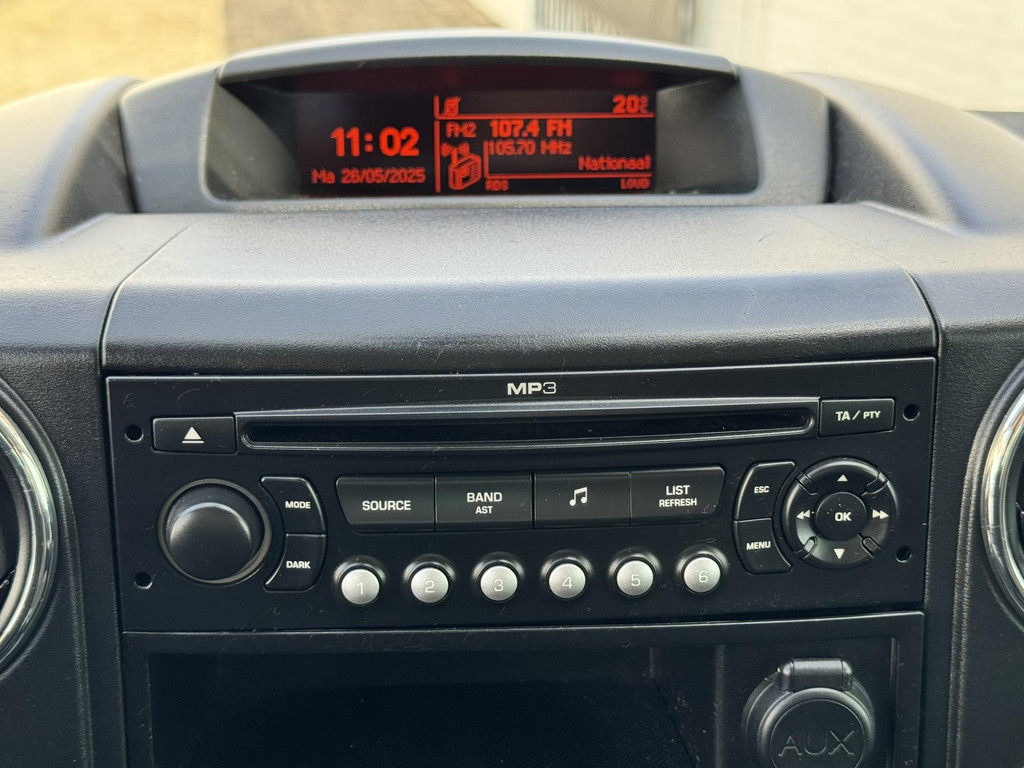 20°C
11:02
FM2 107.4 FM
105.70 MHz
Nationaal
Ma 26/05/2025
RDS LOUD
MP3
TA / PTY
MODE
SOURCE
BAND
AST
LIST
REFRESH
ESC
OK
MENU
DARK
1 2 3 4 5 6
AUX